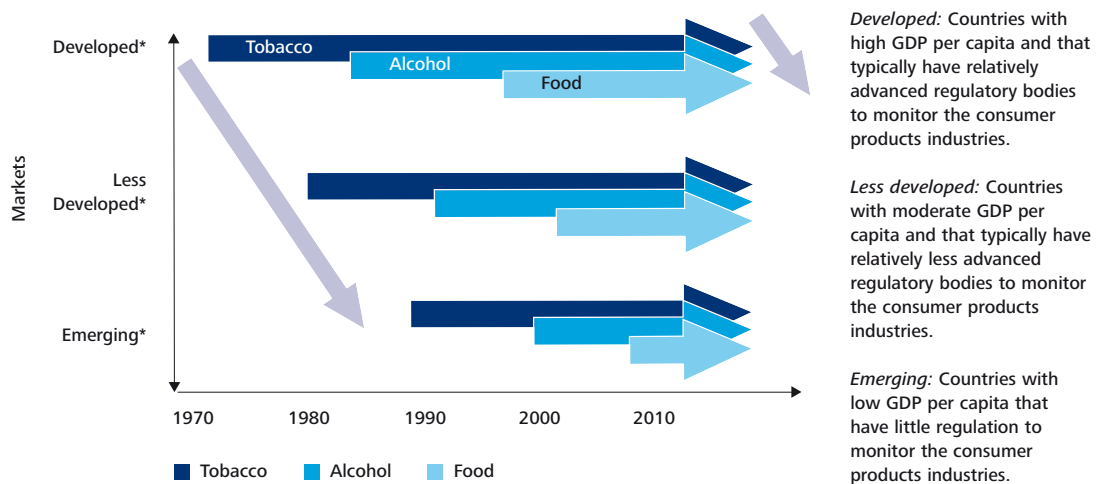 Developed*
Tobacco
Alcohol
Food
Markets
Less
Developed*
Emerging*
1970 1980 1990 2000 2010
Tobacco Alcohol Food
Developed: Countries with
high GDP per capita and that
typically have relatively
advanced regulatory bodies
to monitor the consumer
products industries.
Less developed: Countries
with moderate GDP per
capita and that typically have
relatively less advanced
regulatory bodies to monitor
the consumer products
industries.
Emerging: Countries with
low GDP per capita that
have little regulation to
monitor the consumer
products industries.